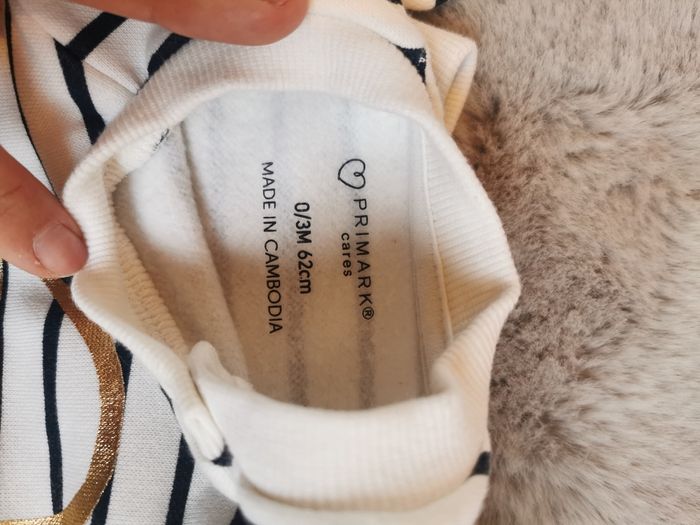 PRIMARK®
cares
0/3M 62cm
MADE IN CAMBODIA